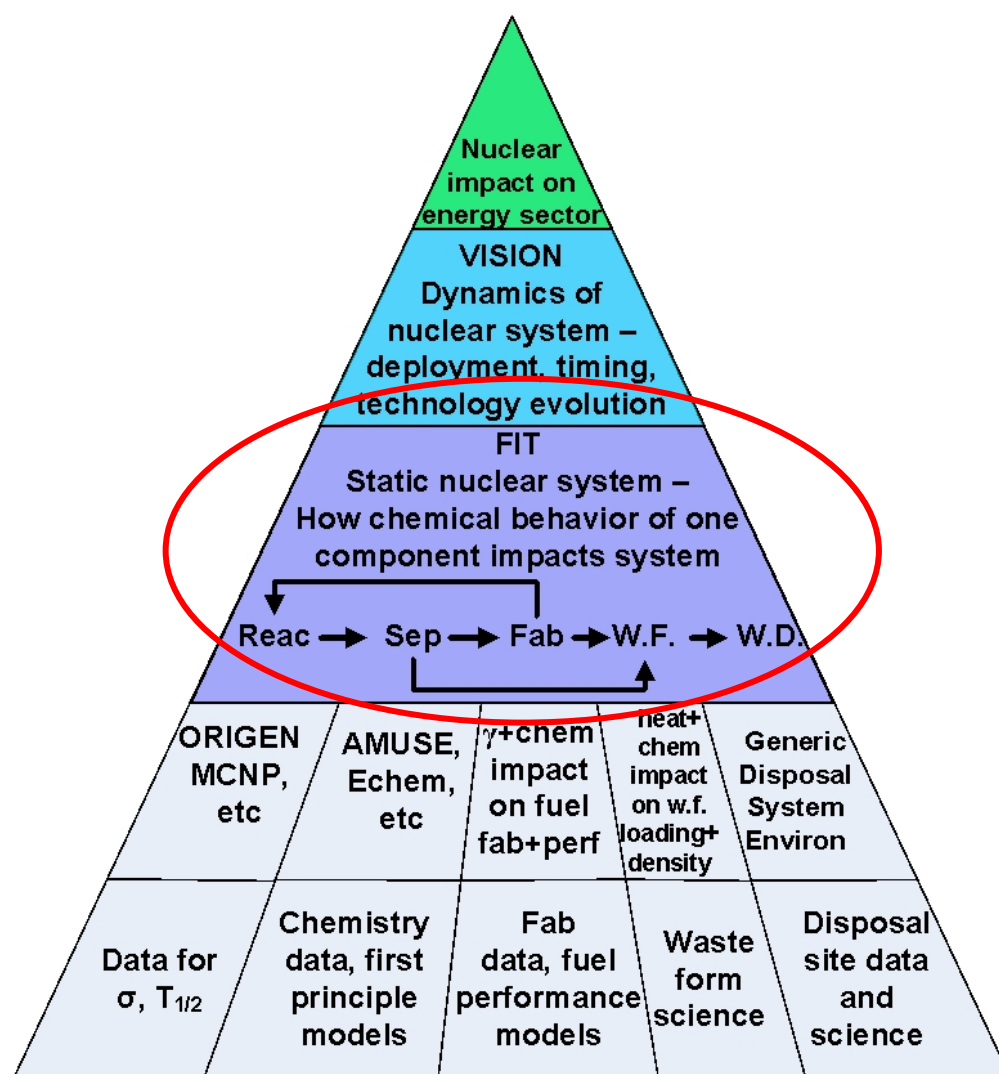 Nuclear
impact on
energy sector
VISION
Dynamics of
nuclear system –
deployment, timing,
technology evolution
FIT
Static nuclear system –
How chemical behavior of one
component impacts system
Reac Sep Fab W.F. W.D.
ORIGEN
MCNP,
etc
AMUSE,
Echem,
etc
γ+chem
impact
on fuel
fab+perf
heat+
chem
impact
on w.f.
loading+
density
Generic
Disposal
System
Environ
Data for
σ, T1/2
Chemistry
data, first
principle
models
Fab
data, fuel
performance
models
Waste
form
science
Disposal
site data
and
science